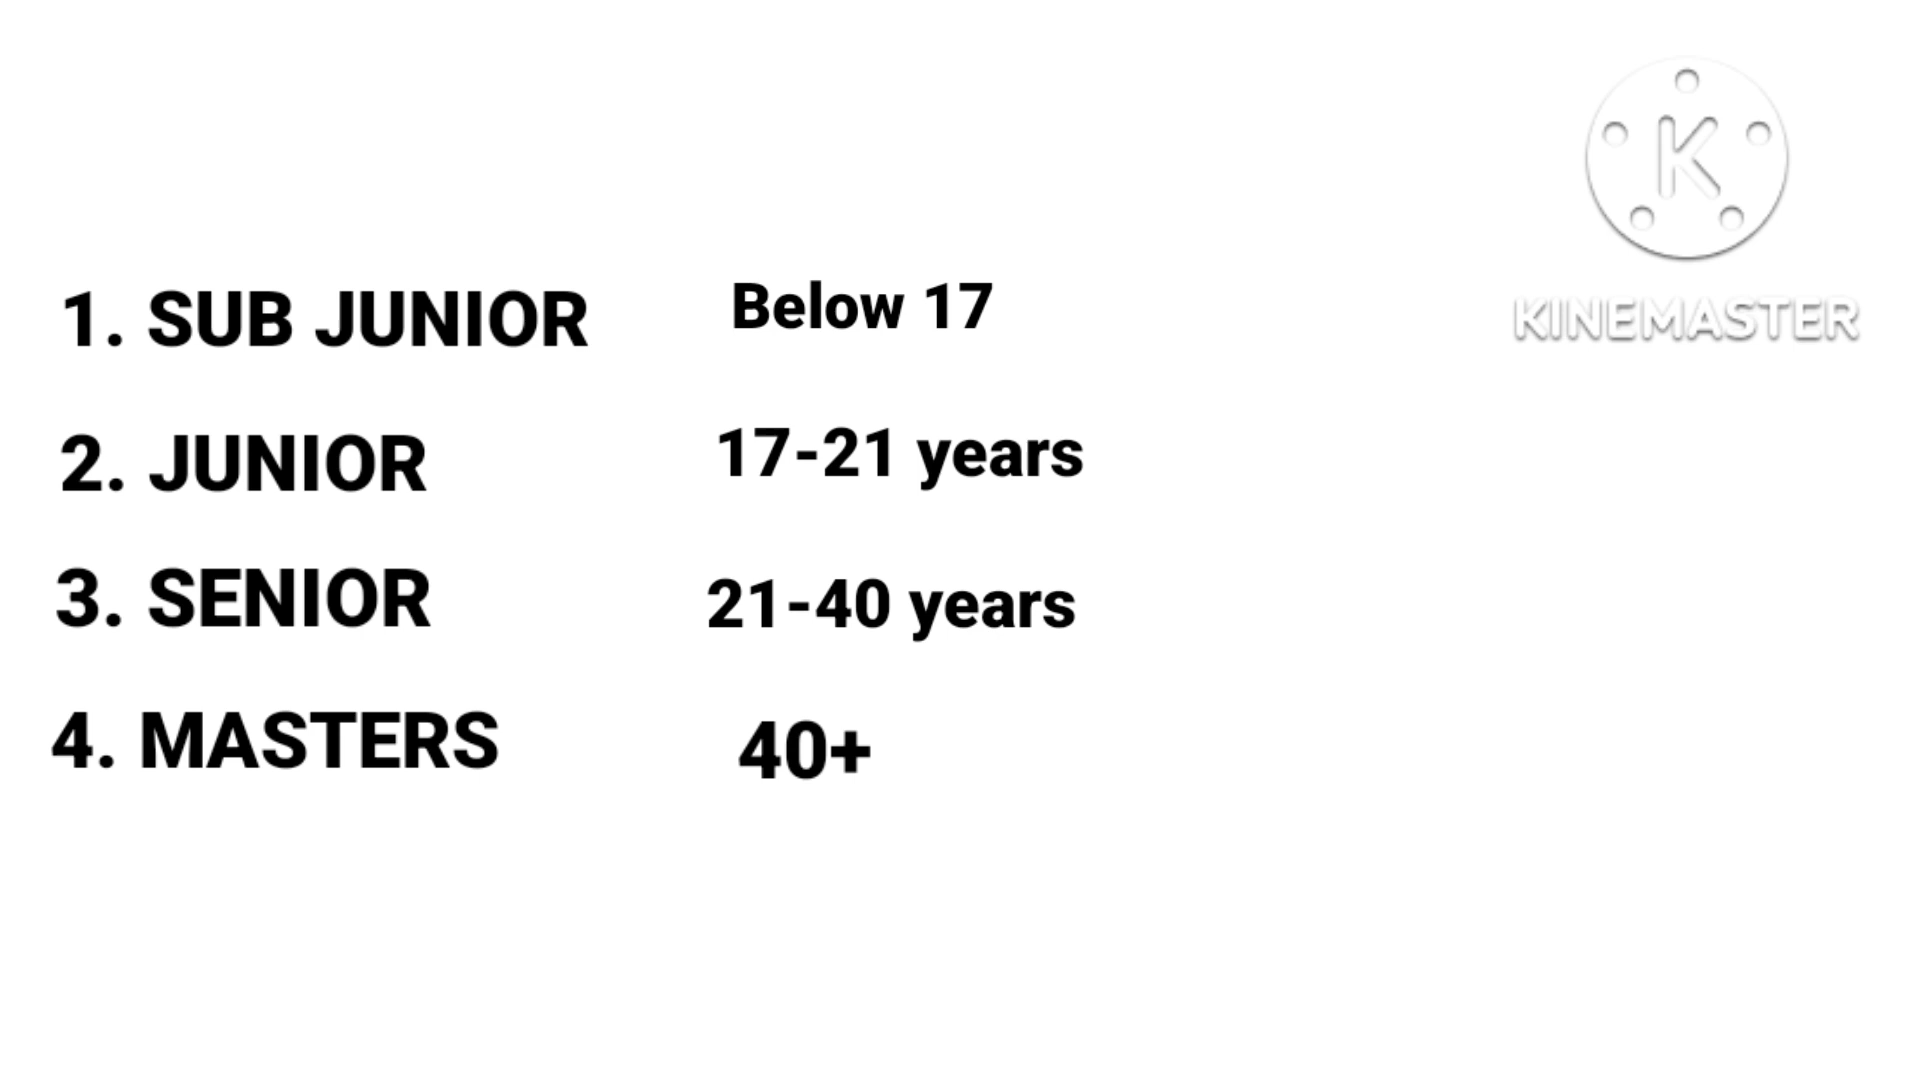 KINEMASTER
1. SUB JUNIOR Below 17
2. JUNIOR 17-21 years
3. SENIOR 21-40 years
4. MASTERS 40+